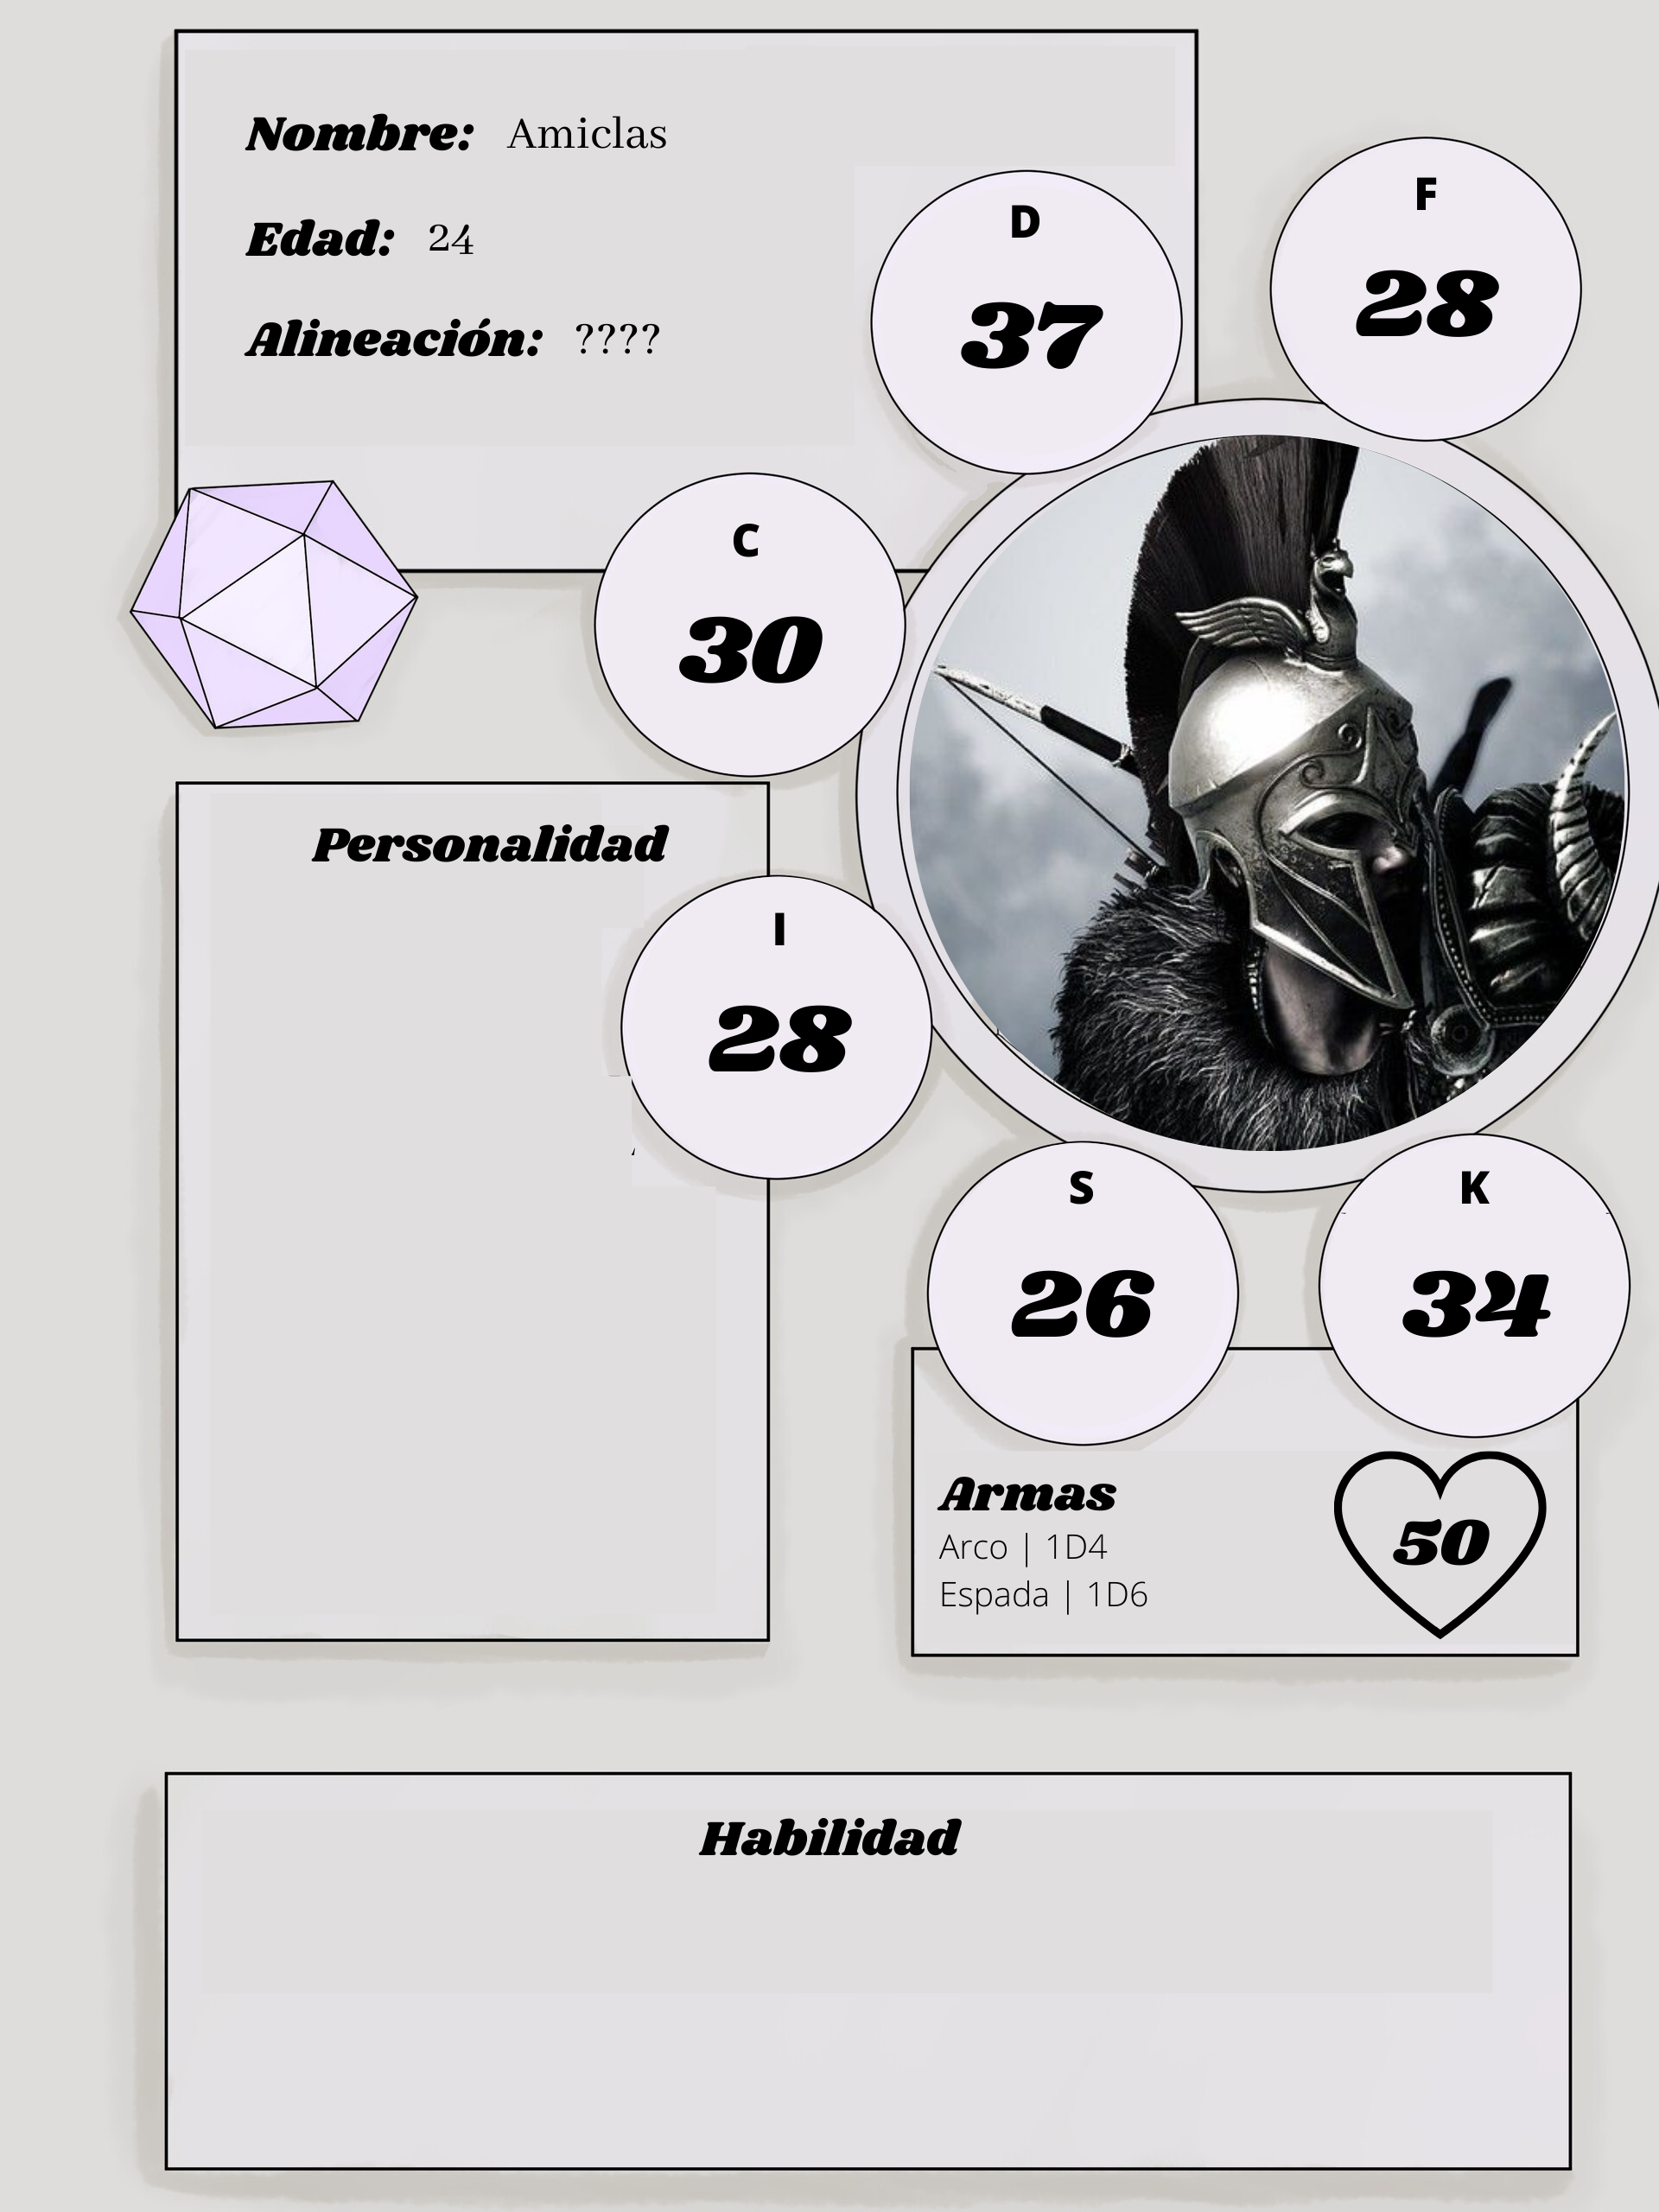 Nombre: Amiclas
Edad: 24
Alineación: ????
D
37
F
28
C
30
Personalidad
I
28
S
26
K
34
Armas
Arco | 1D4
Espada | 1D6
50
Habilidad